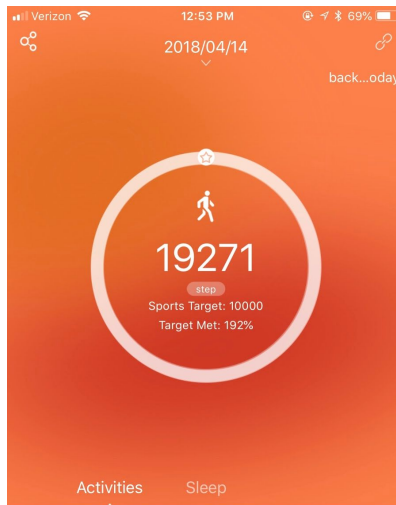 Verizon 12:53 PM 69%
2018/04/14
back...oday
19271
step
Sports Target: 10000
Target Met: 192%
Activities Sleep